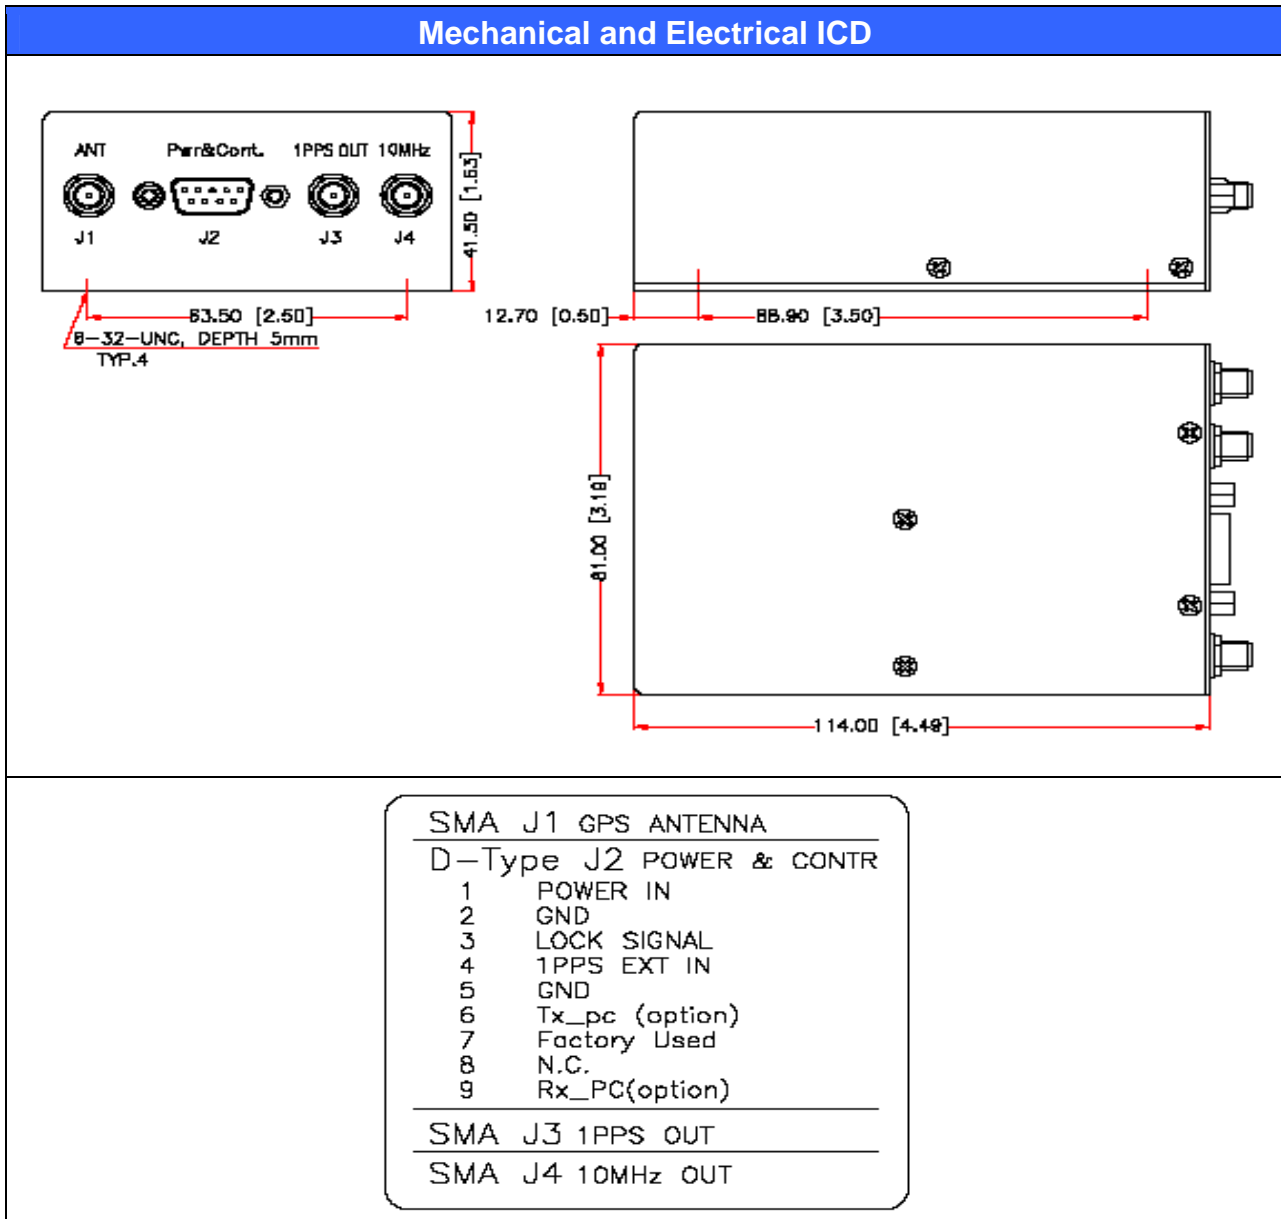 Mechanical and Electrical ICD
ANT Pwr&Cont. 1PPS OUT 10MHz
J1 J2 J3 J4
41.50 [1.63]
63.50 [2.50]
8-32-UNC, DEPTH 5mm
TYP.4
12.70 [0.50]
88.90 [3.50]
81.00 [3.19]
114.00 [4.49]
SMA J1 GPS ANTENNA
D-Type J2 POWER & CONTR
1 POWER IN
2 GND
3 LOCK SIGNAL
4 1PPS EXT IN
5 GND
6 Tx_pc (option)
7 Factory Used
8 N.C.
9 Rx_PC(option)
SMA J3 1PPS OUT
SMA J4 10MHz OUT